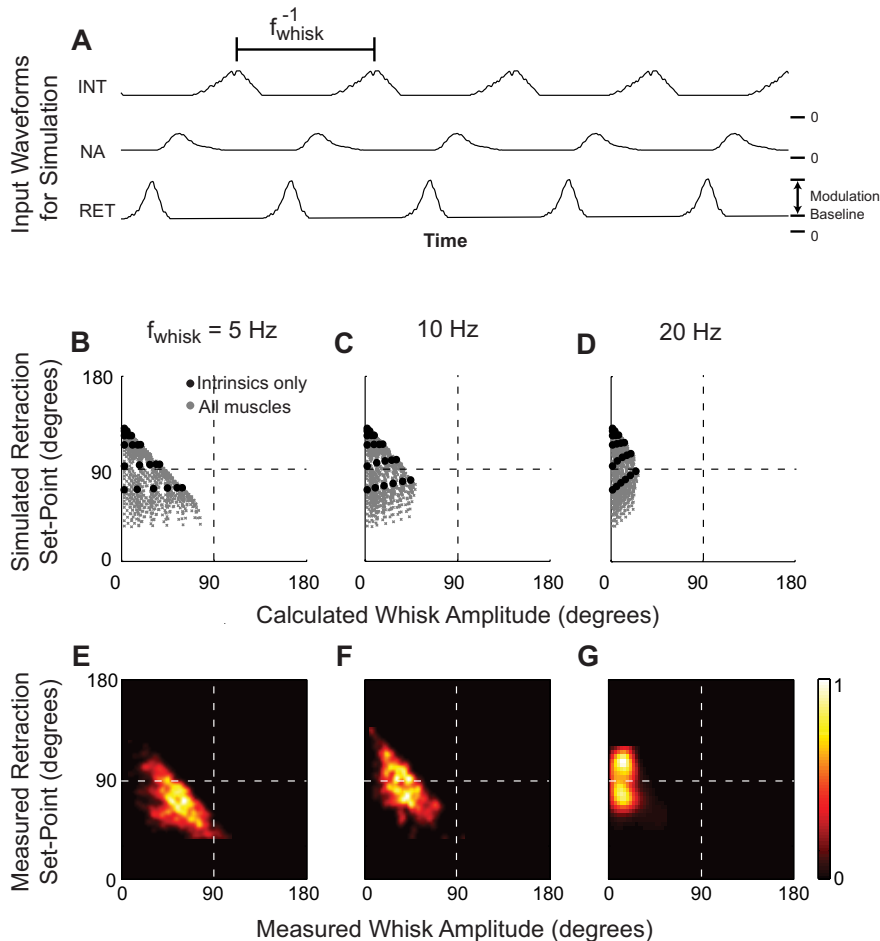 A
f⁻¹whisk
Input Waveforms
for Simulation
INT
0
NA
0
RET
Modulation
Baseline
0
Time
B
fwhisk = 5 Hz
C
10 Hz
D
20 Hz
Simulated Retraction
Set-Point (degrees)
180
90
0
Intrinsics only
All muscles
0 90 180
0 90 180
0 90 180
Calculated Whisk Amplitude (degrees)
E
F
G
Measured Retraction
Set-Point (degrees)
180
90
0
1
0
0 90 180
0 90 180
0 90 180
Measured Whisk Amplitude (degrees)